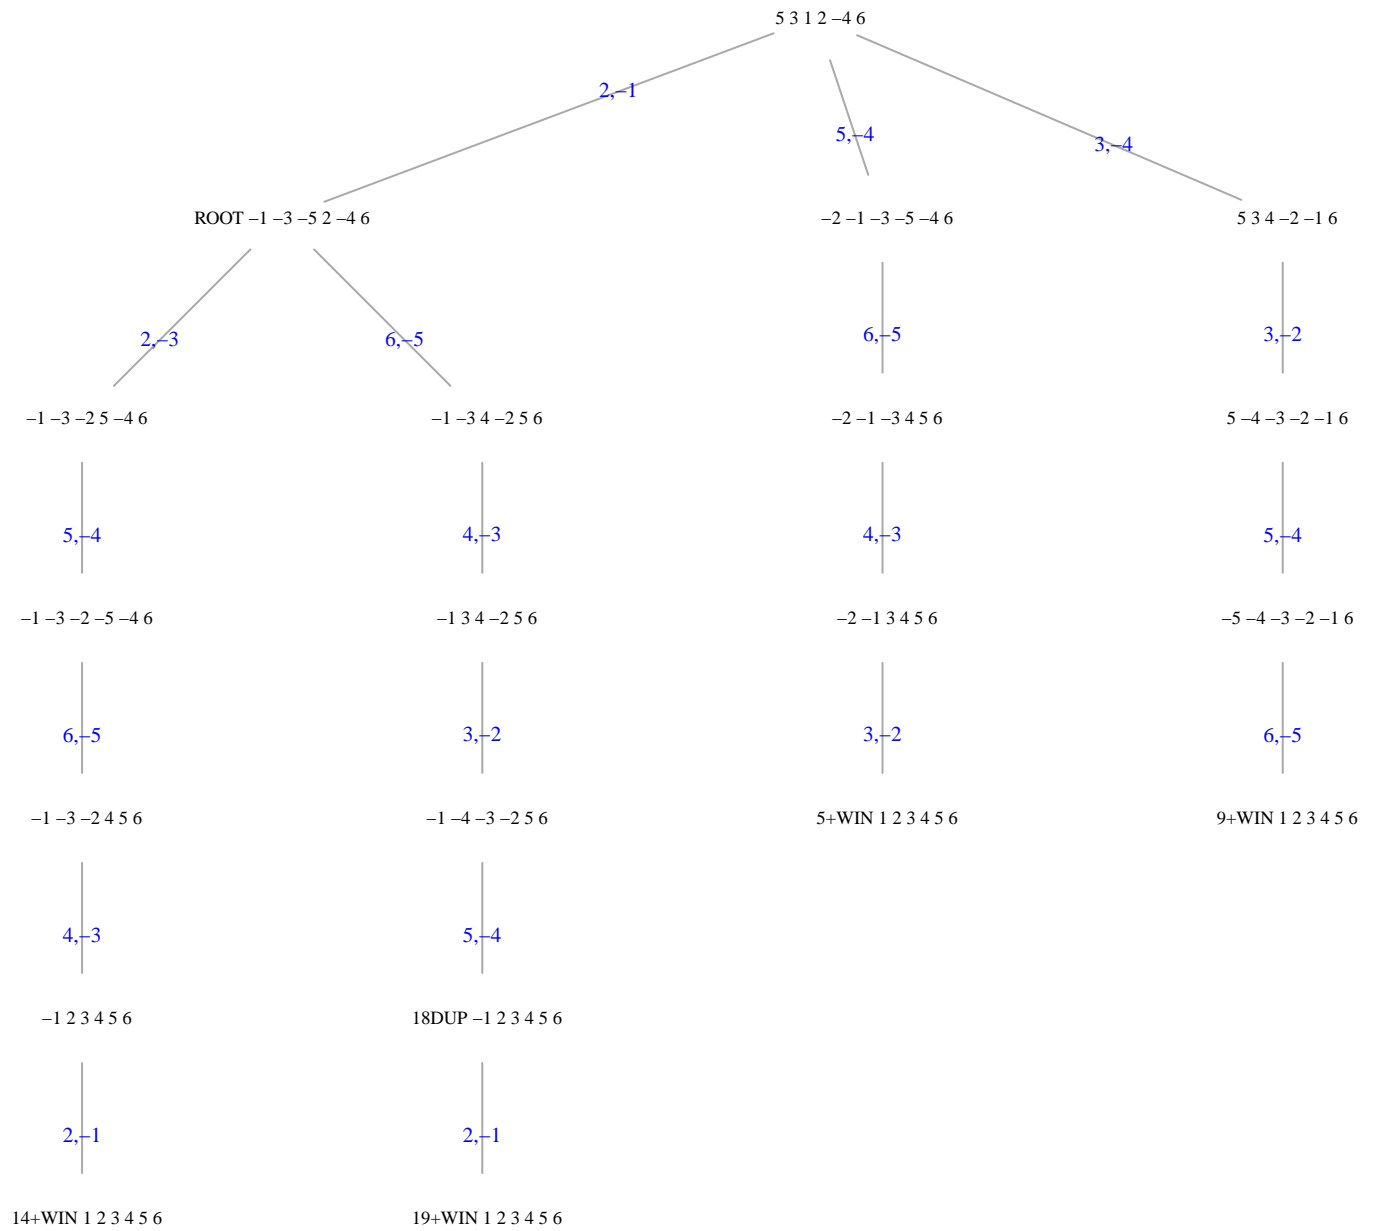 5 3 1 2 –4 6
2,–1
5,–4
3,–4
ROOT –1 –3 –5 2 –4 6
–2 –1 –3 –5 –4 6
5 3 4 –2 –1 6
2,–3
6,–5
6,–5
3,–2
–1 –3 –2 5 –4 6
–1 –3 4 –2 5 6
–2 –1 –3 4 5 6
5 –4 –3 –2 –1 6
5,–4
4,–3
4,–3
5,–4
–1 –3 –2 –5 –4 6
–1 3 4 –2 5 6
–2 –1 3 4 5 6
–5 –4 –3 –2 –1 6
6,–5
3,–2
3,–2
6,–5
–1 –3 –2 4 5 6
–1 –4 –3 –2 5 6
5+WIN 1 2 3 4 5 6
9+WIN 1 2 3 4 5 6
4,–3
5,–4
–1 2 3 4 5 6
18DUP –1 2 3 4 5 6
2,–1
2,–1
14+WIN 1 2 3 4 5 6
19+WIN 1 2 3 4 5 6